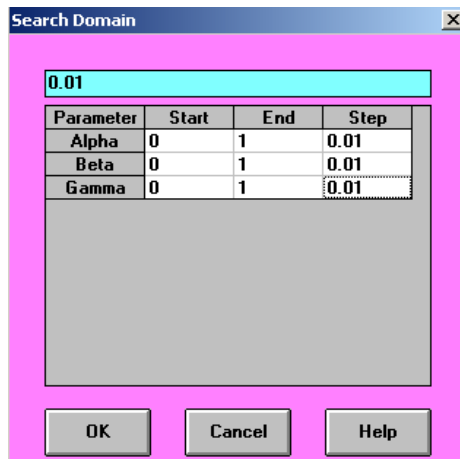 Search Domain
0.01
Parameter Start End Step
Alpha 0 1 0.01
Beta 0 1 0.01
Gamma 0 1 0.01
OK Cancel Help